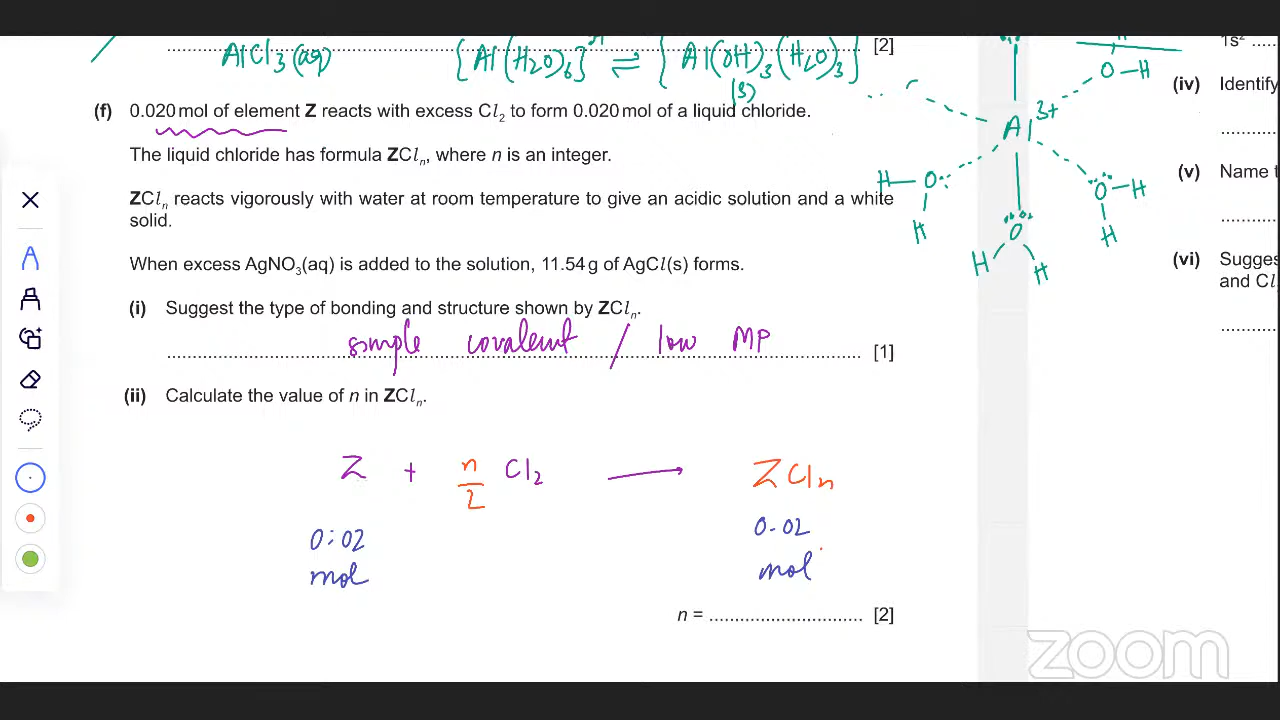 AlCl3 (aq) [Al(H2O)6]3+ ⇌ [Al(OH)3(H2O)3] [2]
(s)
1s²
O—H
(f) 0.020 mol of element Z reacts with excess Cl2 to form 0.020 mol of a liquid chloride.
(iv) Identify
Al 3+
The liquid chloride has formula ZCln, where n is an integer.
(v) Name t
H—O
O—H
ZCln reacts vigorously with water at room temperature to give an acidic solution and a white
solid.
H
O
H
When excess AgNO3(aq) is added to the solution, 11.54 g of AgCl(s) forms.
H H
(vi) Sugges
and Cl
(i) Suggest the type of bonding and structure shown by ZCln.
simple covalent / low MP [1]
(ii) Calculate the value of n in ZCln.
Z + n/2 Cl2 ⟶ ZCln
0.02 0.02
mol mol
n = [2]
zoom